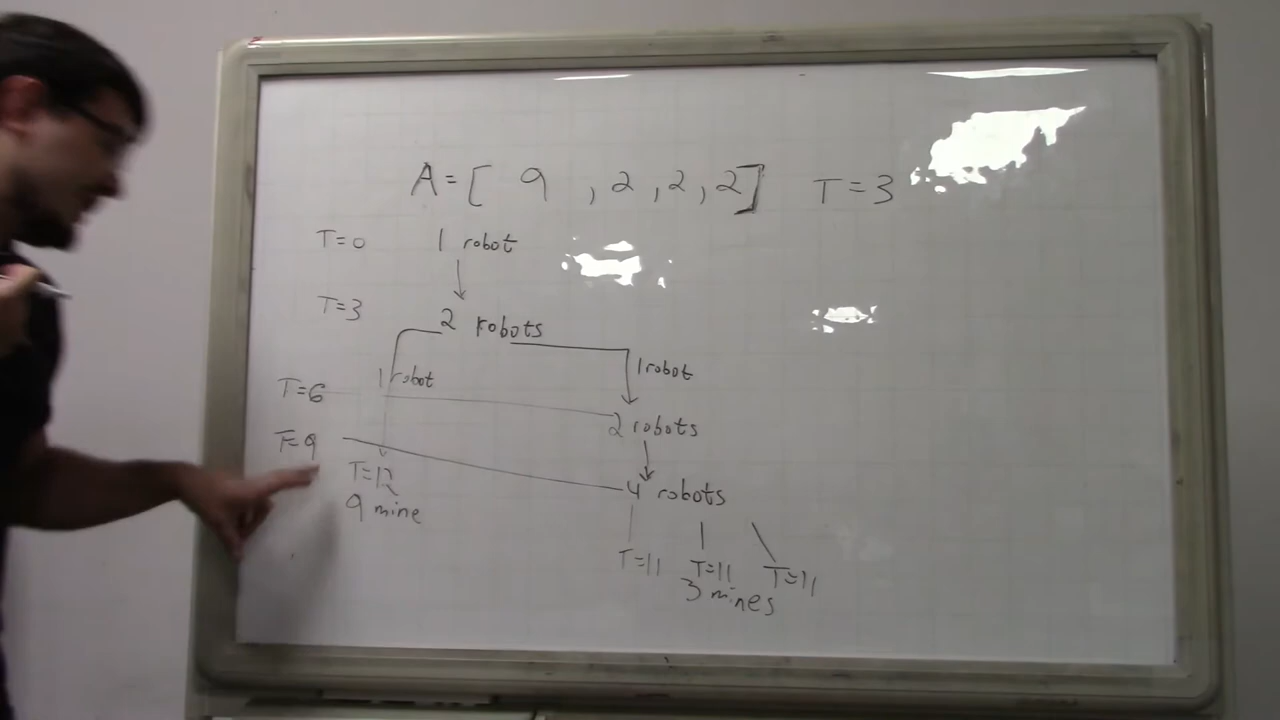 A=[ 9 , 2 , 2 , 2] T=3
T=0 1 robot
T=3 2 robots
1 robot 1 robot
T=6 2 robots
T=9 4 robots
T=12
9 mine
T=11 T=11 T=11
3 mines